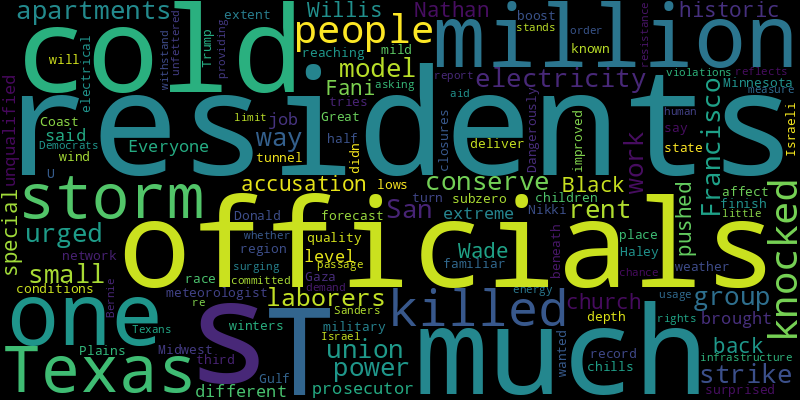 apartments
extent
Willis
Nathan
boost
historic
unfettered
Trump
providing
people
million
stands
order
cold
will
electrical
withstand
reaching
mild
known
resistance
residents
model
asking
electricity
violations
reflects
Fani
report
aid
Minnesota
measure
tries
Great
Coast
Democrats
said
wind
limit
job
half
closures
deliver
Dangerously
improved
human
say
state
Israeli
unqualified
Everyone
way
tunnel
didn
work
Francisco
U
storm
accusation
lows
conserve
Black
special
officials
San
turn
subzero
children
rent
pushed
affect
finish
little
knocked
urged
Donald
forecast
extreme
Nikki
whether
quality
Wade
place
Haley
network
region
level
familiar
beneath
small
surging
passage
weather
conditions
race
committed
Gaza
energy
chance
Bernie
meteorologist
re
demand
one
sT
laborers
killed
church
usage
group
Texans
winters
military
Sanders
Israel
depth
rights
brought
Texas
Plains
Midwest
third
union
much
wanted
record
back
power
chills
infrastructure
different
Gulf
prosecutor
strike
surprised